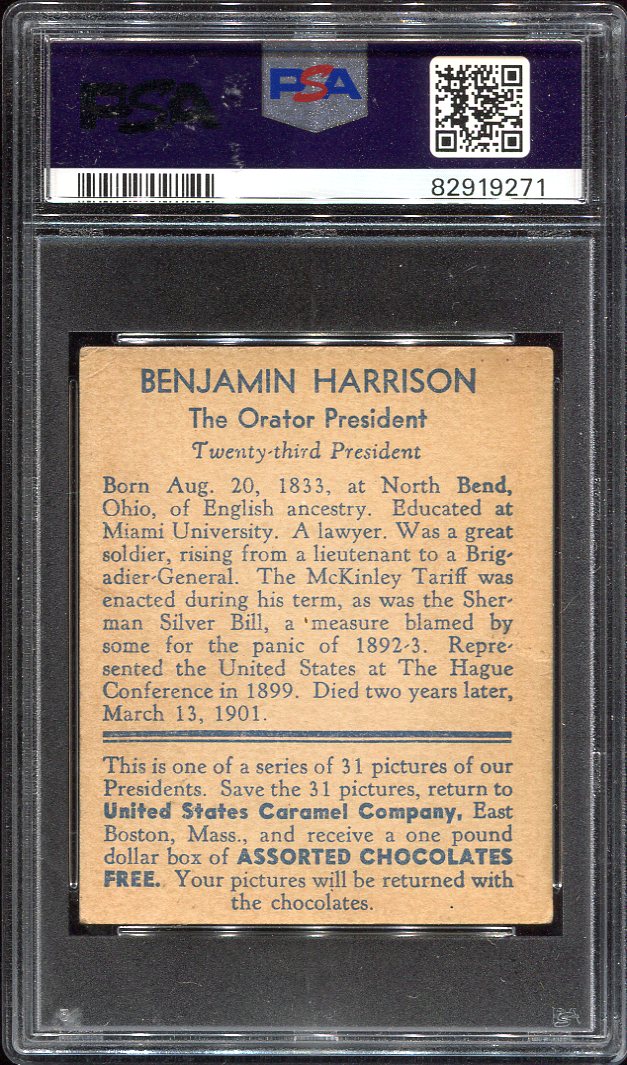 PSA
PSA
82919271
BENJAMIN HARRISON
The Orator President
Twenty-third President
Born Aug. 20, 1833, at North Bend,
Ohio, of English ancestry. Educated at
Miami University. A lawyer. Was a great
soldier, rising from a lieutenant to a Brig-
adier-General. The McKinley Tariff was
enacted during his term, as was the Sher-
man Silver Bill, a measure blamed by
some for the panic of 1892-3. Repre-
sented the United States at The Hague
Conference in 1899. Died two years later,
March 13, 1901.
This is one of a series of 31 pictures of our
Presidents. Save the 31 pictures, return to
United States Caramel Company, East
Boston, Mass., and receive a one pound
dollar box of ASSORTED CHOCOLATES
FREE. Your pictures will be returned with
the chocolates.